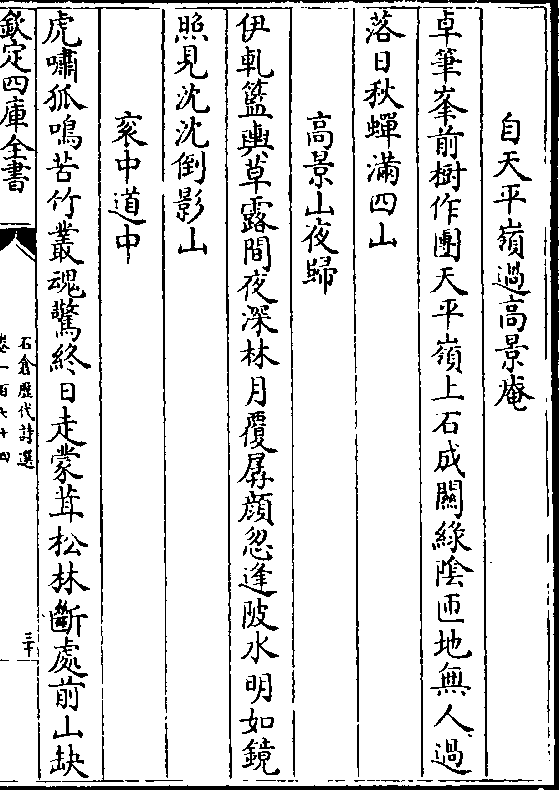 自天平嶺過高景庵
卓筆峯前樹作團天平嶺上石成關緑陰匝地無人過
落日秋蟬滿四山
高景山夜歸
伊軋籃輿草露間夜深林月覆孱顔忽逢陂水明如鏡
照見沈沈倒影山
衮中道中
虎嘯狐鳴苦竹叢魂驚終日走蒙茸松林斷處前山缺
欽定四庫全書
石倉歴代詩選
卷一百六十四
三十